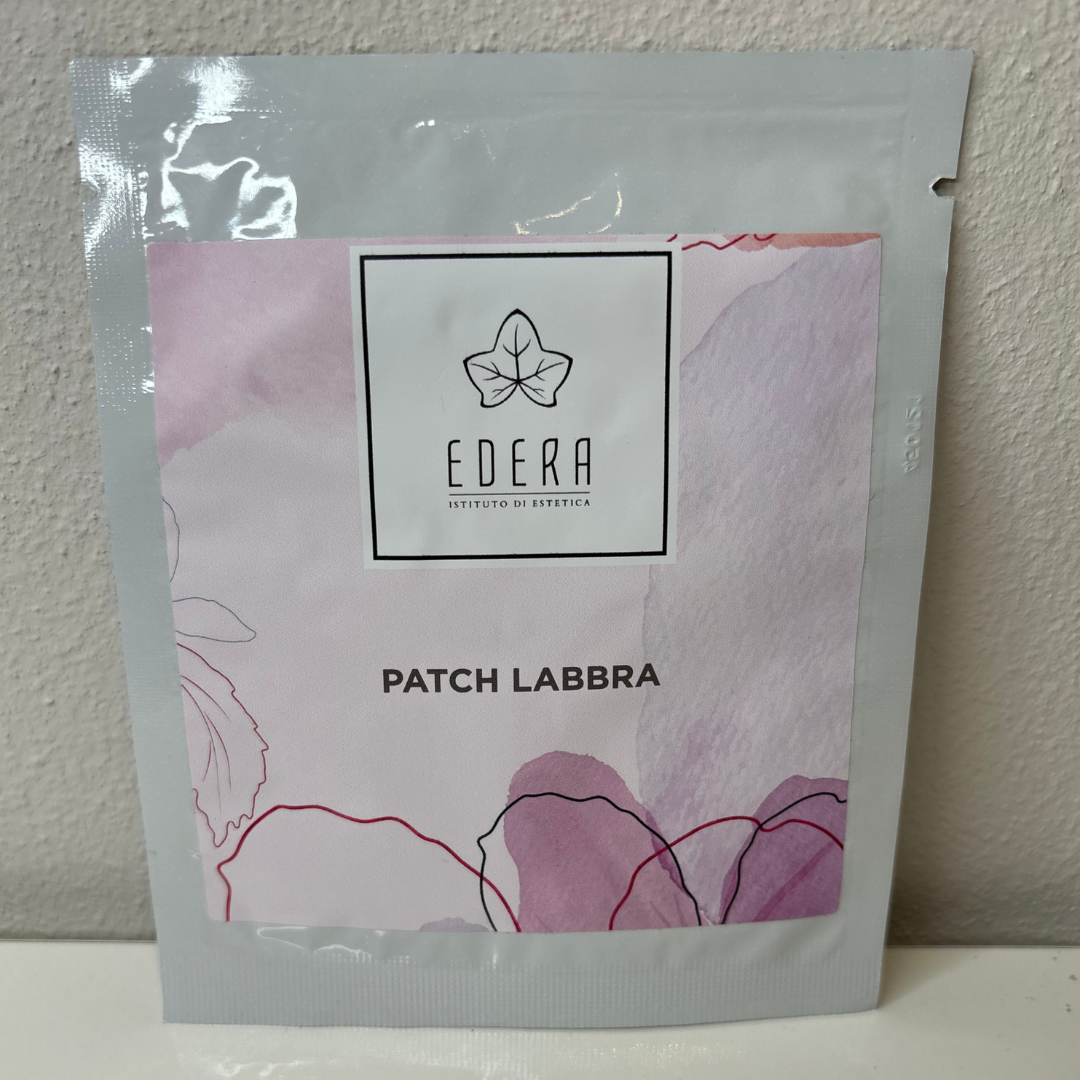 EDERA
ISTITUTO DI ESTETICA
PATCH LABBRA